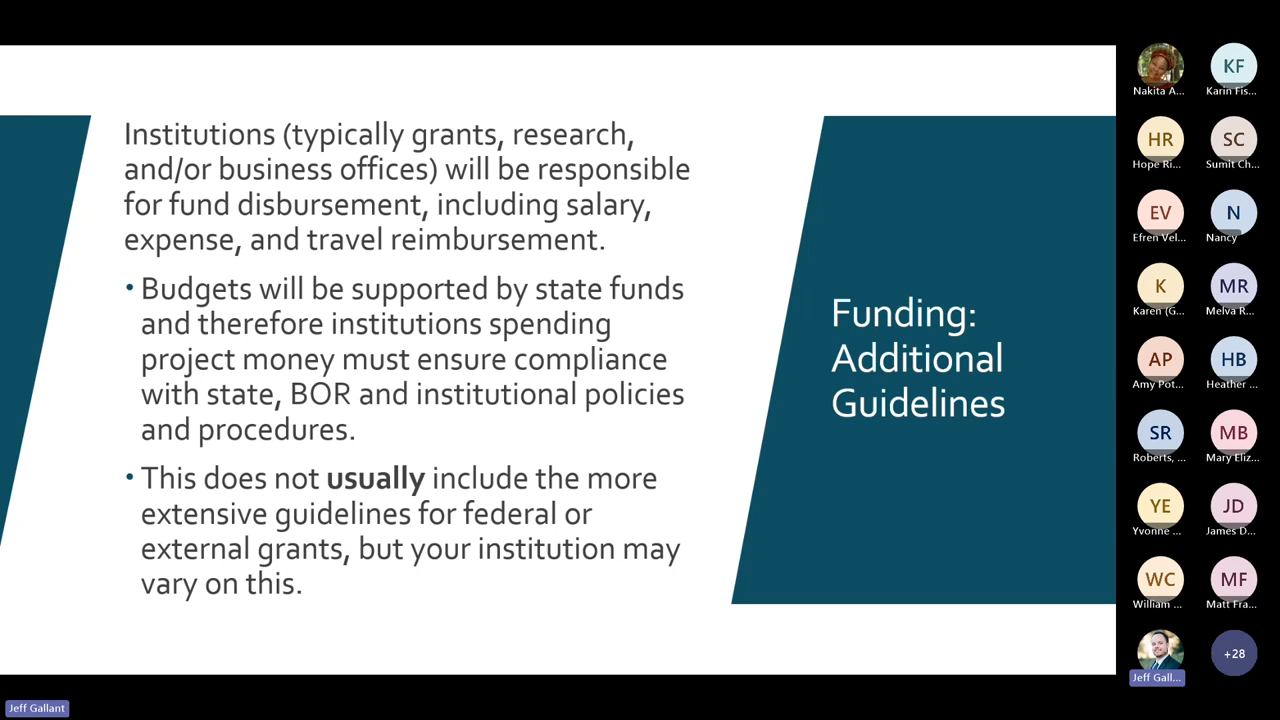 Institutions (typically grants, research,
and/or business offices) will be responsible
for fund disbursement, including salary,
expense, and travel reimbursement.
• Budgets will be supported by state funds
and therefore institutions spending
project money must ensure compliance
with state, BOR and institutional policies
and procedures.
• This does not usually include the more
extensive guidelines for federal or
external grants, but your institution may
vary on this.
Funding:
Additional
Guidelines
Nakita A...
KF
Karin Fis...
HR
Hope Ri...
SC
Sumit Ch...
EV
Efren Vel...
N
Nancy
K
Karen (G...
MR
Melva R...
AP
Amy Pot...
HB
Heather ...
SR
Roberts, ...
MB
Mary Eliz...
YE
Yvonne ...
JD
James D...
WC
William ...
MF
Matt Fra...
Jeff Gall...
+28
Jeff Gallant